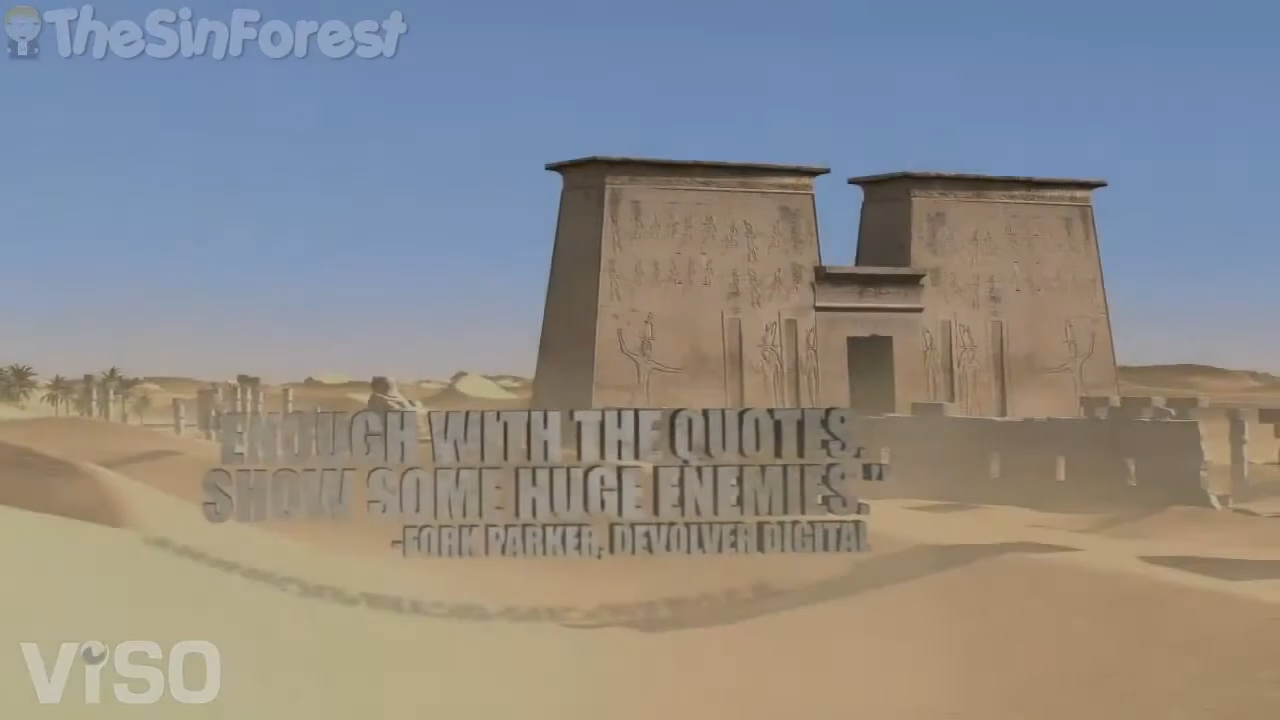 TheSinForest
"ENOUGH WITH THE QUOTES.
SHOW SOME HUGE ENEMIES."
-FORK PARKER, DEVOLVER DIGITAL
ViSO